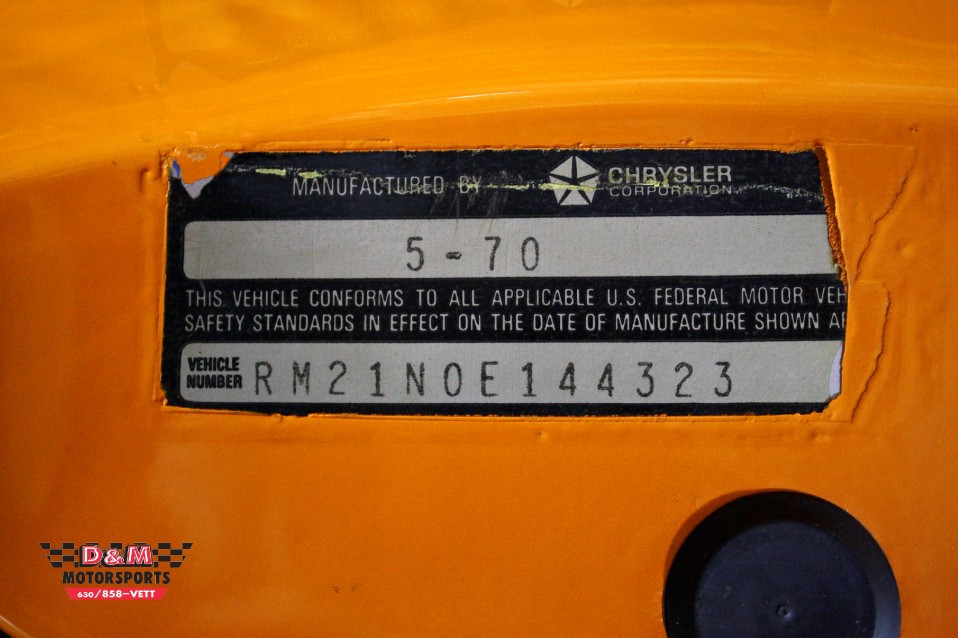 MANUFACTURED BY CHRYSLER
CORPORATION
5-70
THIS VEHICLE CONFORMS TO ALL APPLICABLE U.S. FEDERAL MOTOR VEH
SAFETY STANDARDS IN EFFECT ON THE DATE OF MANUFACTURE SHOWN A
VEHICLE
NUMBER RM21N0E144323
D&M
MOTORSPORTS
630/858-VETT